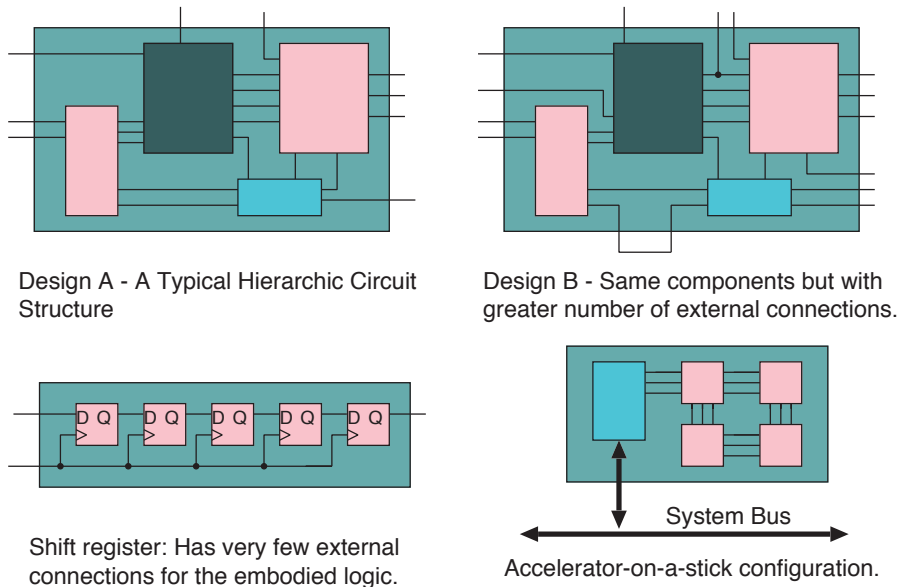 Design A - A Typical Hierarchic Circuit
Structure
Design B - Same components but with
greater number of external connections.
D Q D Q D Q D Q D Q
Shift register: Has very few external
connections for the embodied logic.
System Bus
Accelerator-on-a-stick configuration.